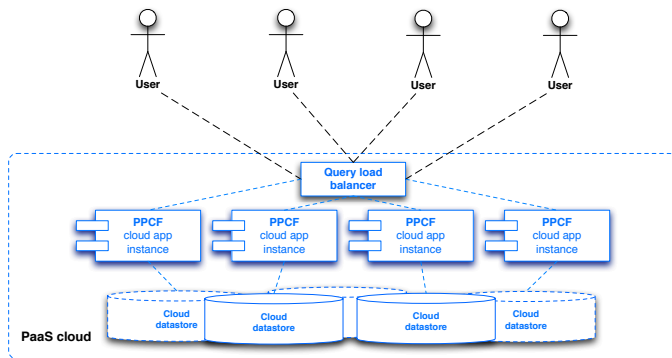 User
User
User
User
Query load
balancer
PPCF
cloud app
instance
PPCF
cloud app
instance
PPCF
cloud app
instance
PPCF
cloud app
instance
Cloud
datastore
Cloud
datastore
Cloud
datastore
Cloud
datastore
PaaS cloud